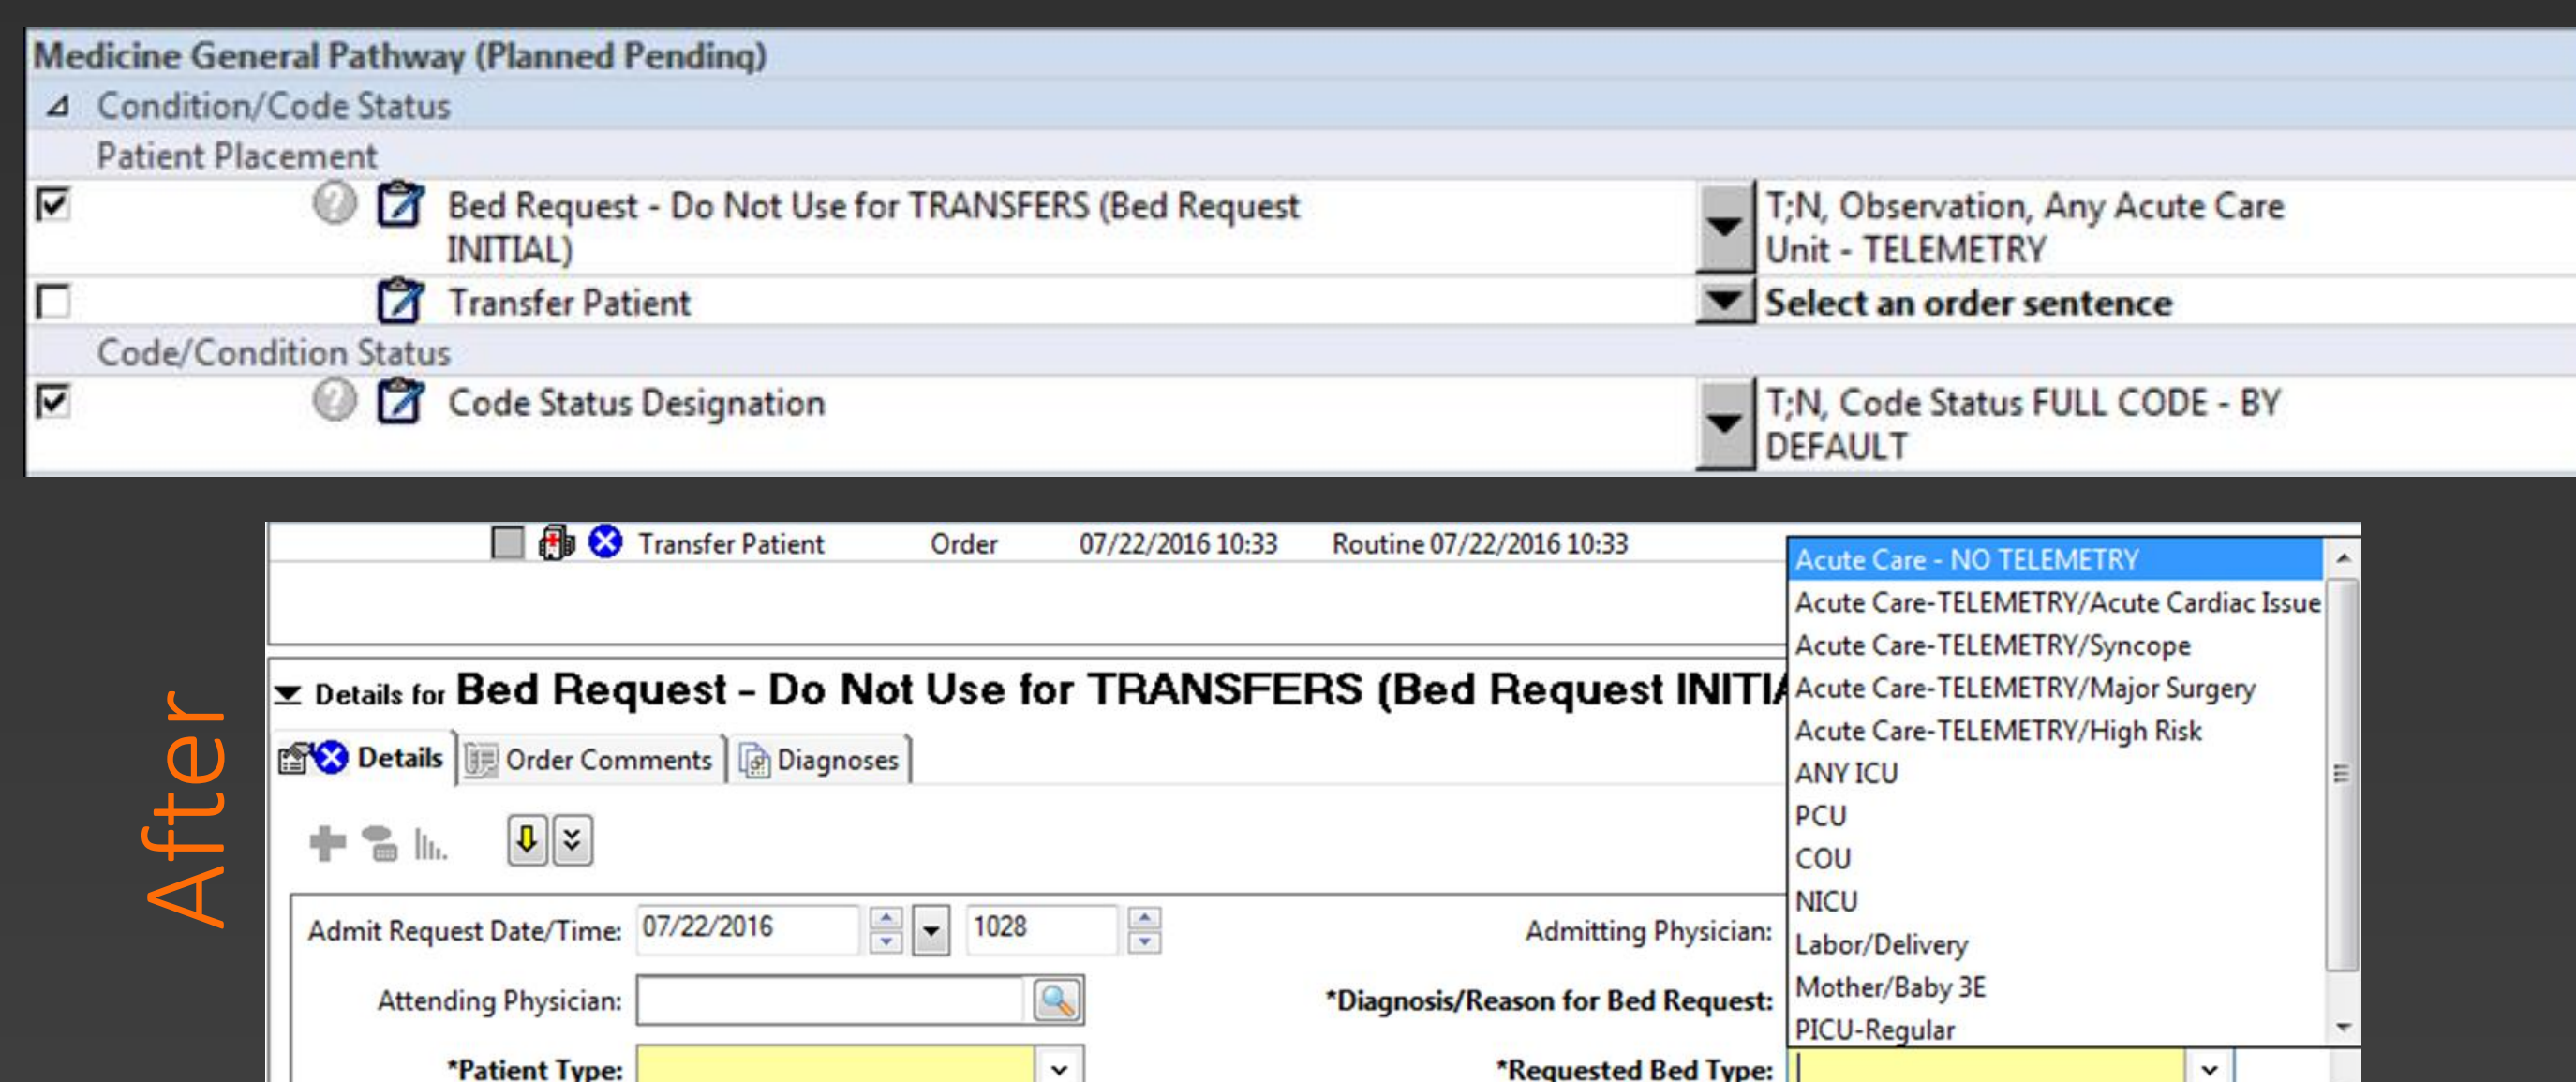 Medicine General Pathway (Planned Pending)
Condition/Code Status
Patient Placement
Bed Request - Do Not Use for TRANSFERS (Bed Request
INITIAL)
T;N, Observation, Any Acute Care
Unit - TELEMETRY
Transfer Patient
Select an order sentence
Code/Condition Status
Code Status Designation
T;N, Code Status FULL CODE - BY
DEFAULT
After
Transfer Patient Order 07/22/2016 10:33 Routine 07/22/2016 10:33
Details for Bed Request - Do Not Use for TRANSFERS (Bed Request INITIA
Details Order Comments Diagnoses
Admit Request Date/Time: 07/22/2016 1028
Admitting Physician:
Attending Physician:
*Diagnosis/Reason for Bed Request:
*Patient Type:
*Requested Bed Type:
Acute Care - NO TELEMETRY
Acute Care-TELEMETRY/Acute Cardiac Issue
Acute Care-TELEMETRY/Syncope
Acute Care-TELEMETRY/Major Surgery
Acute Care-TELEMETRY/High Risk
ANY ICU
PCU
COU
NICU
Labor/Delivery
Mother/Baby 3E
PICU-Regular